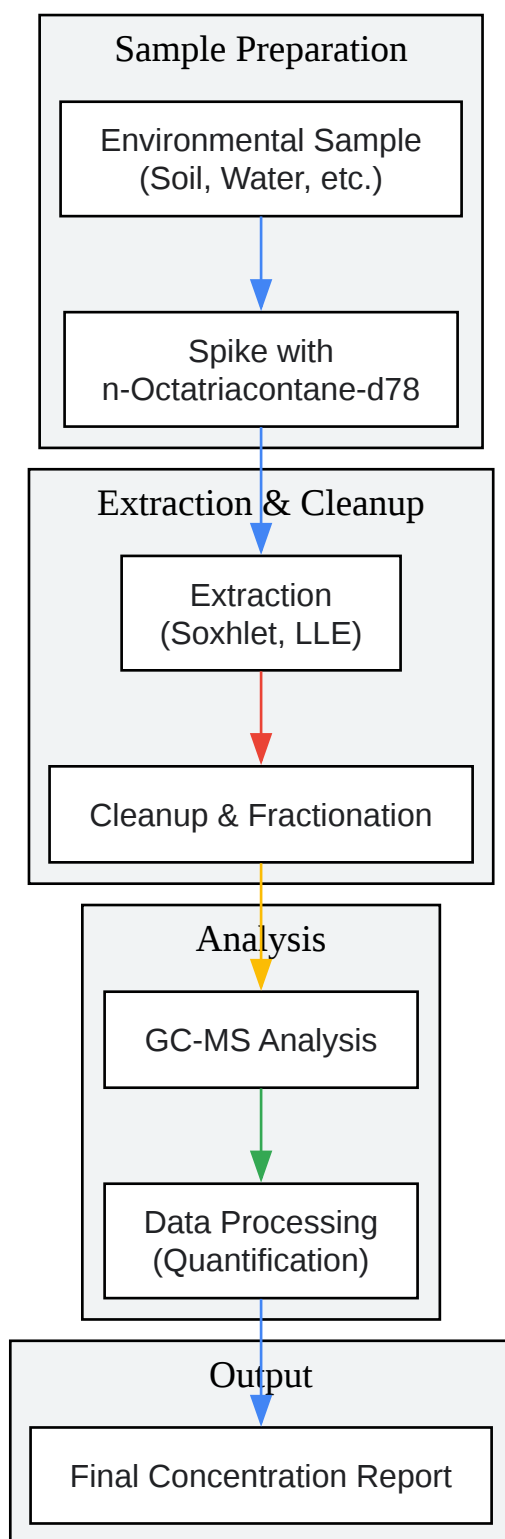 Sample Preparation
Environmental Sample
(Soil, Water, etc.)
Spike with
n-Octatriacontane-d78
Extraction & Cleanup
Extraction
(Soxhlet, LLE)
Cleanup & Fractionation
Analysis
GC-MS Analysis
Data Processing
(Quantification)
Output
Final Concentration Report